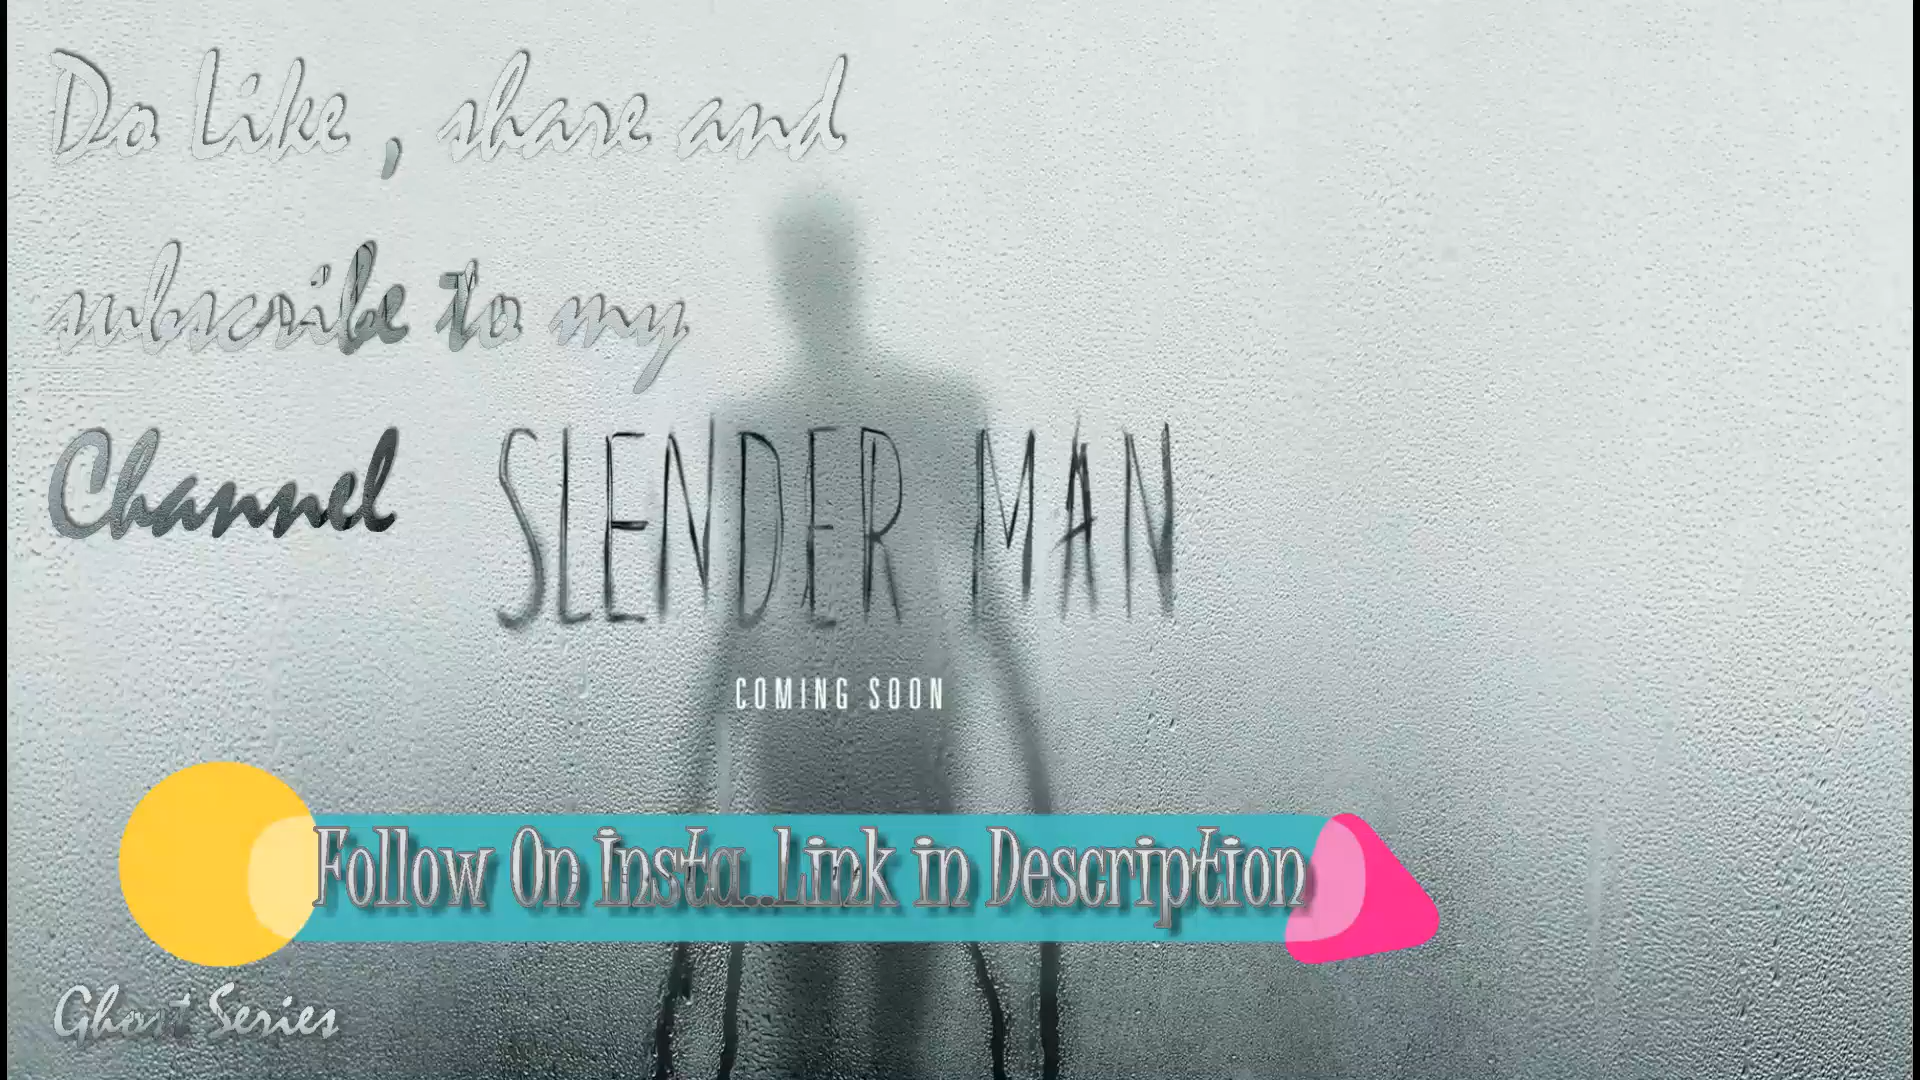 Do Like , share and
subscribe to my
Channel
SLENDER MAN
COMING SOON
Follow On Insta..Link in Description
Ghost Series